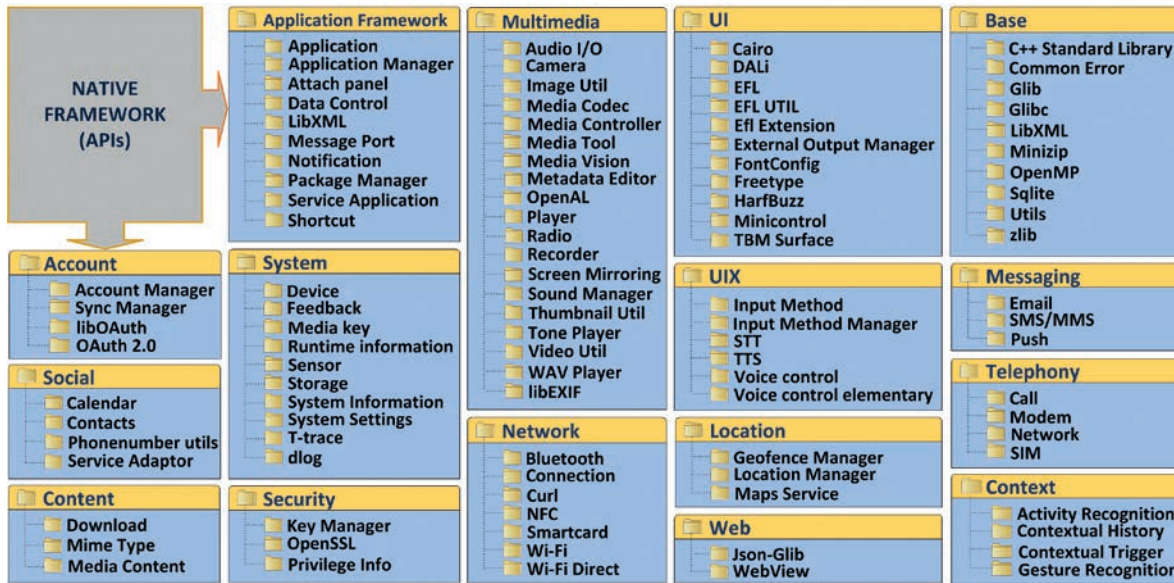 NATIVE
FRAMEWORK
(APIs)
Application Framework
Application
Application Manager
Attach panel
Data Control
LibXML
Message Port
Notification
Package Manager
Service Application
Shortcut
Multimedia
Audio I/O
Camera
Image Util
Media Codec
Media Controller
Media Tool
Media Vision
Metadata Editor
OpenAL
Player
Radio
Recorder
Screen Mirroring
Sound Manager
Thumbnail Util
Tone Player
Video Util
WAV Player
libEXIF
UI
Cairo
DALi
EFL
EFL UTIL
Efl Extension
External Output Manager
FontConfig
Freetype
HarfBuzz
Minicontrol
TBM Surface
Base
C++ Standard Library
Common Error
Glib
Glibc
LibXML
Minizip
OpenMP
Sqlite
Utils
zlib
Account
Account Manager
Sync Manager
libOAuth
OAuth 2.0
System
Device
Feedback
Media key
Runtime information
Sensor
Storage
System Information
System Settings
T-trace
dlog
UIX
Input Method
Input Method Manager
STT
TTS
Voice control
Voice control elementary
Messaging
Email
SMS/MMS
Push
Social
Calendar
Contacts
Phonenumber utils
Service Adaptor
Telephony
Call
Modem
Network
SIM
Network
Bluetooth
Connection
Curl
NFC
Smartcard
Wi-Fi
Wi-Fi Direct
Location
Geofence Manager
Location Manager
Maps Service
Content
Download
Mime Type
Media Content
Security
Key Manager
OpenSSL
Privilege Info
Web
Json-Glib
WebView
Context
Activity Recognition
Contextual History
Contextual Trigger
Gesture Recognition